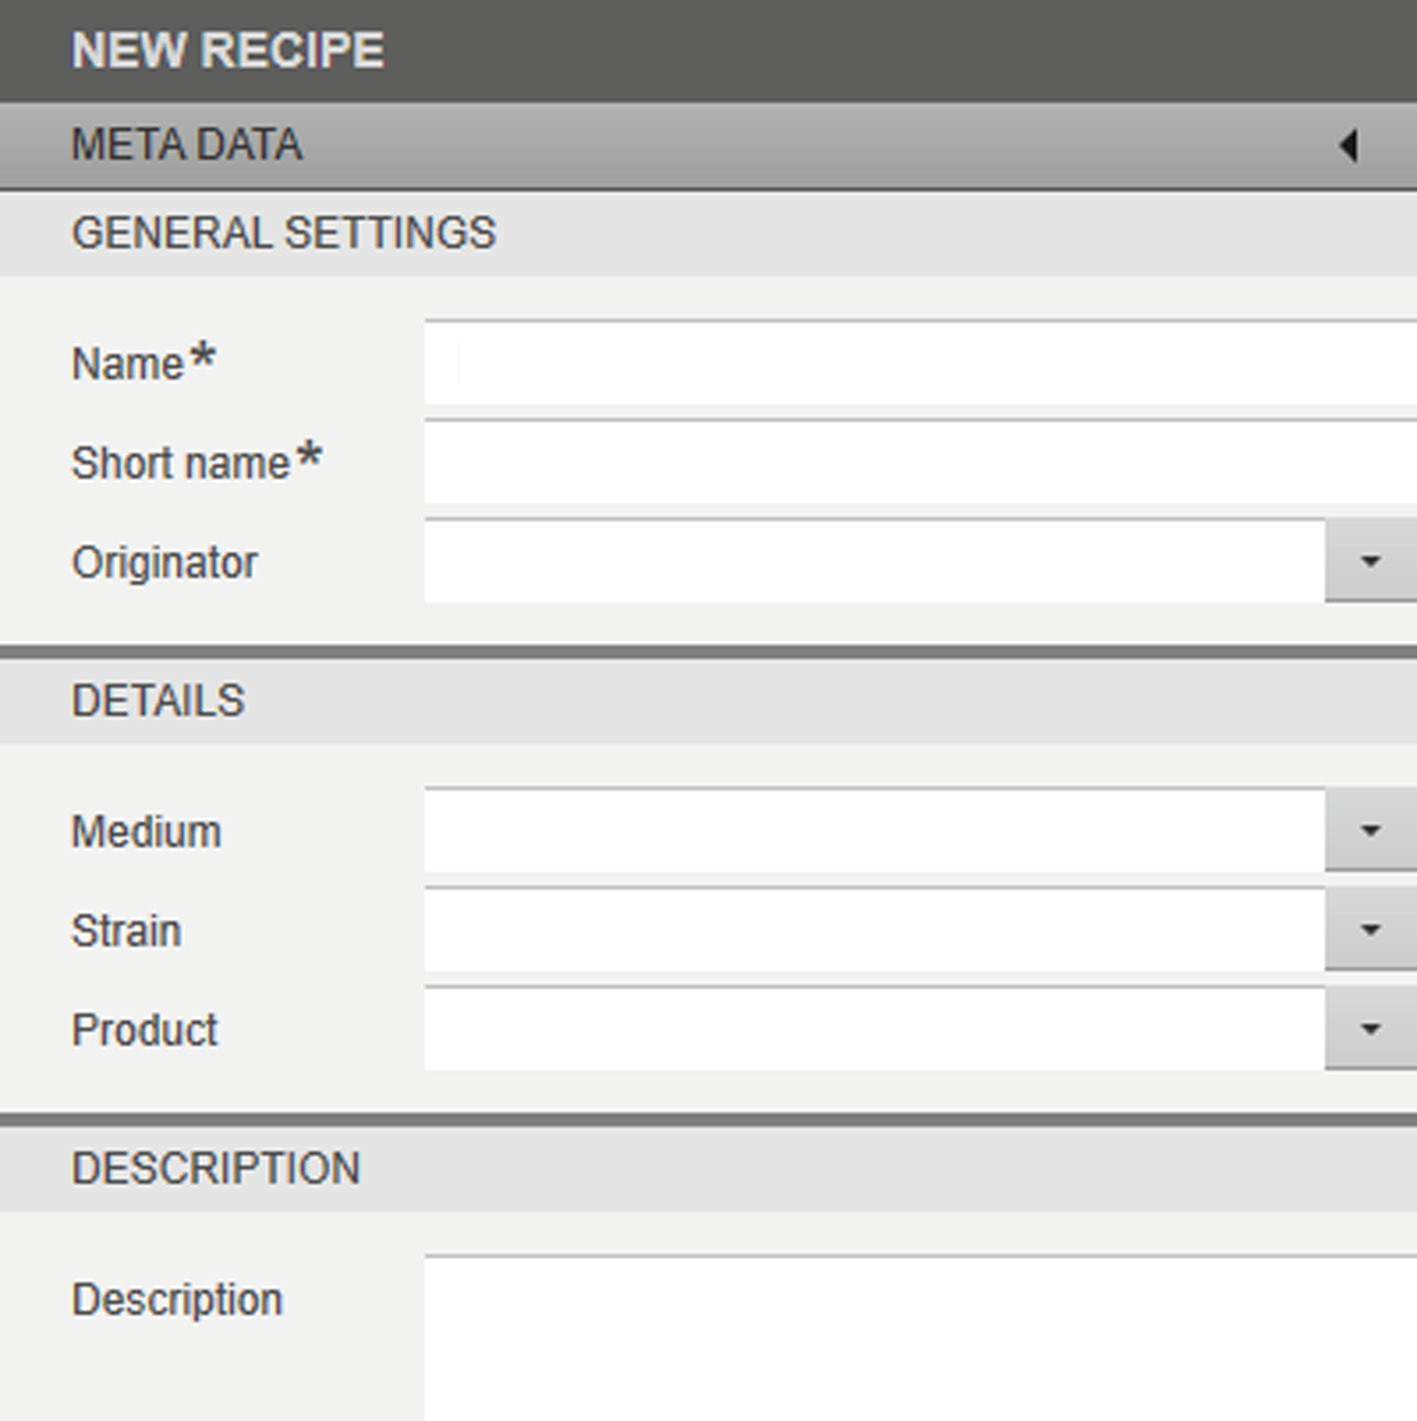 NEW RECIPE
META DATA
GENERAL SETTINGS
Name*
Short name*
Originator
DETAILS
Medium
Strain
Product
DESCRIPTION
Description